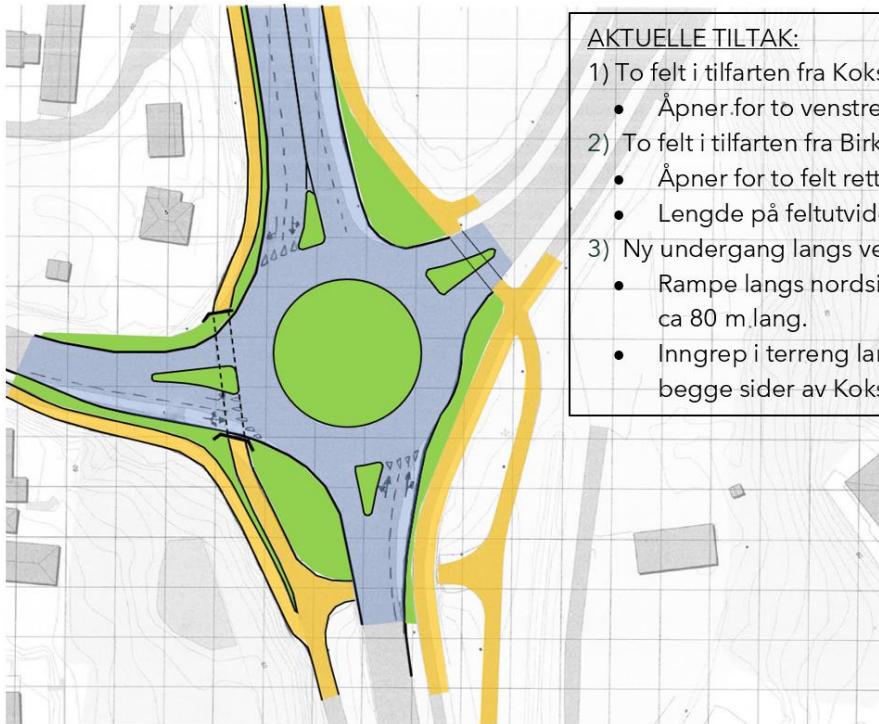 AKTUELLE TILTAK:
1) To felt i tilfarten fra Koks
• Åpner for to venstre
2) To felt i tilfarten fra Birk
• Åpner for to felt rett
• Lengde på feltutvid
3) Ny undergang langs ve
• Rampe langs nordsi
ca 80 m lang.
• Inngrep i terreng lan
begge sider av Koks